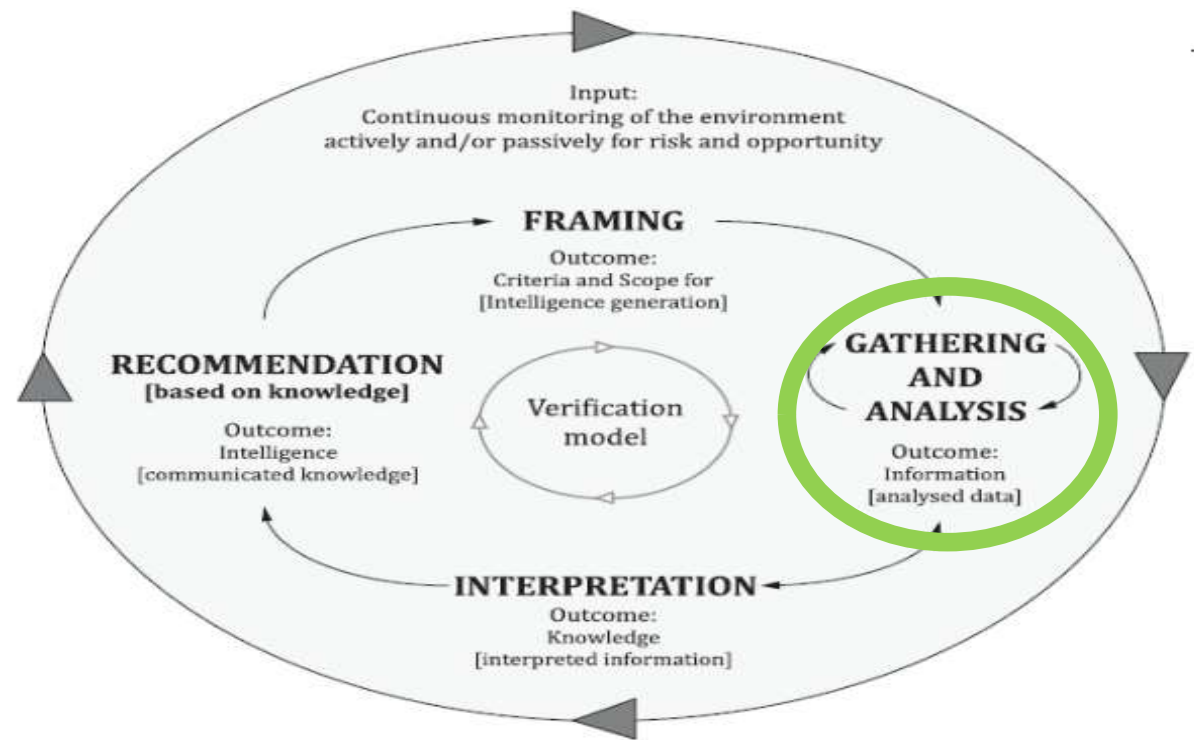 Input:
Continuous monitoring of the environment
actively and/or passively for risk and opportunity
FRAMING
Outcome:
Criteria and Scope for
[Intelligence generation]
GATHERING
AND
ANALYSIS
Outcome:
Information
[analysed data]
INTERPRETATION
Outcome:
Knowledge
[interpreted information]
RECOMMENDATION
[based on knowledge]
Outcome:
Intelligence
[communicated knowledge]
Verification
model